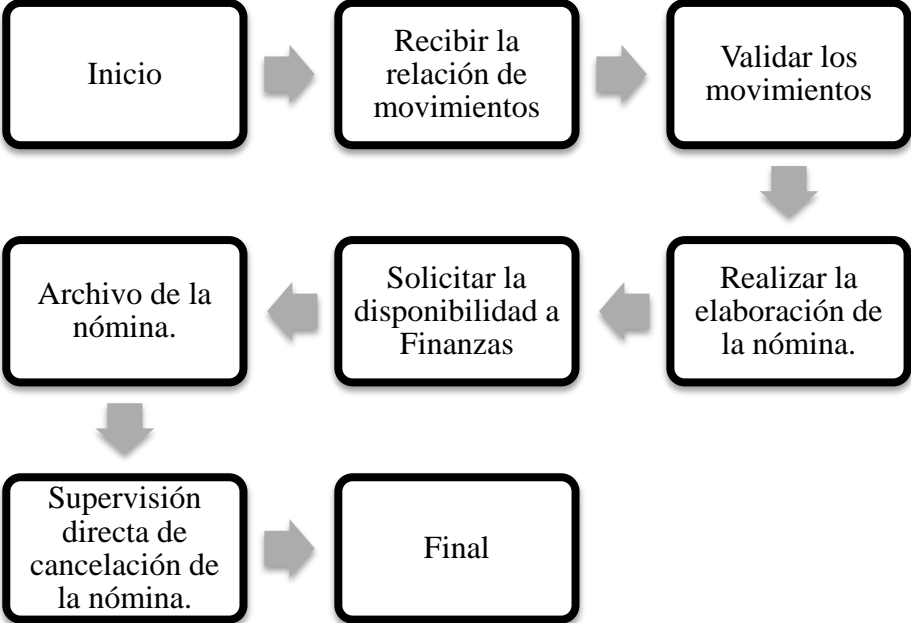 Inicio
Recibir la
relación de
movimientos
Validar los
movimientos
Realizar la
elaboración de
la nómina.
Solicitar la
disponibilidad a
Finanzas
Archivo de la
nómina.
Supervisión
directa de
cancelación de
la nómina.
Final